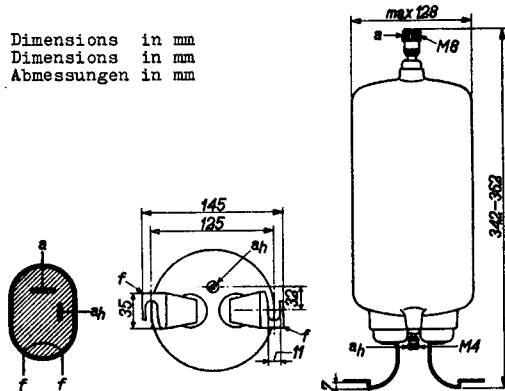 Dimensions in mm
Dimensions in mm
Abmessungen in mm
max 128
a
M8
342-362
ah
M4
2
145
125
ah
f
35
32
f
11
a
ah
f
f